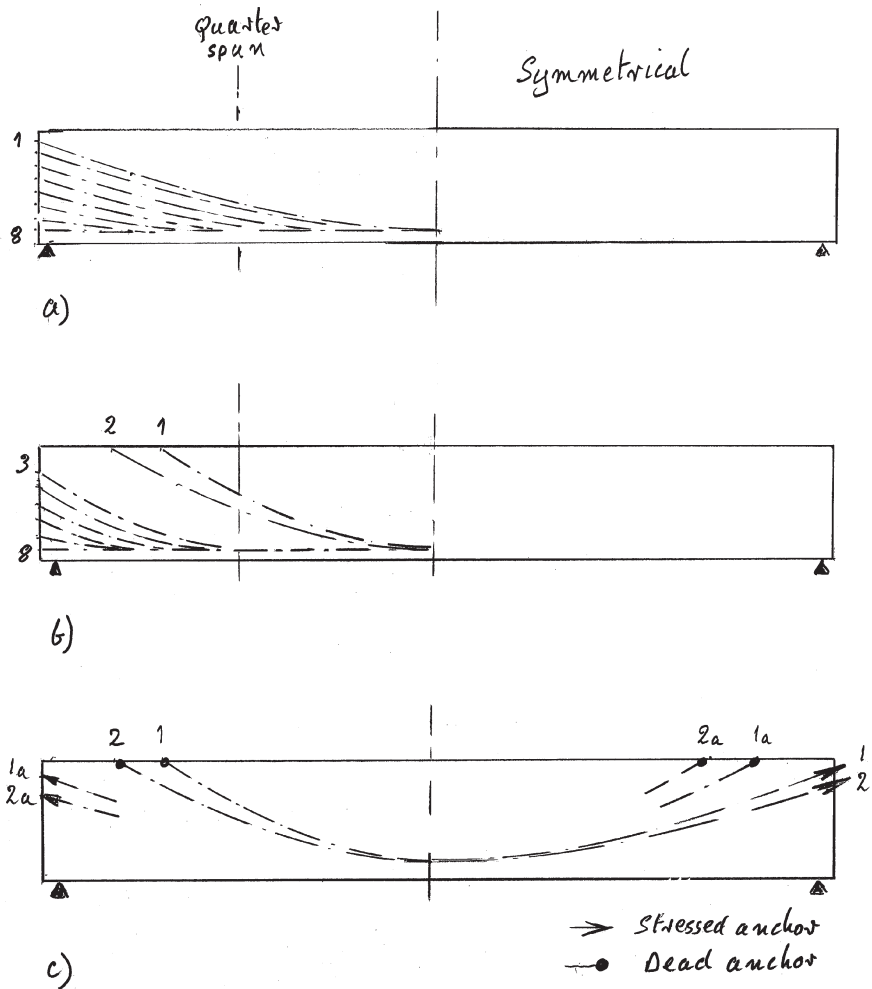 Quarter
span
Symmetrical
1
8
a)
2 1
3
8
b)
2 1 2a 1a
1a 1
2a 2
Stressed anchor
Dead anchor
c)